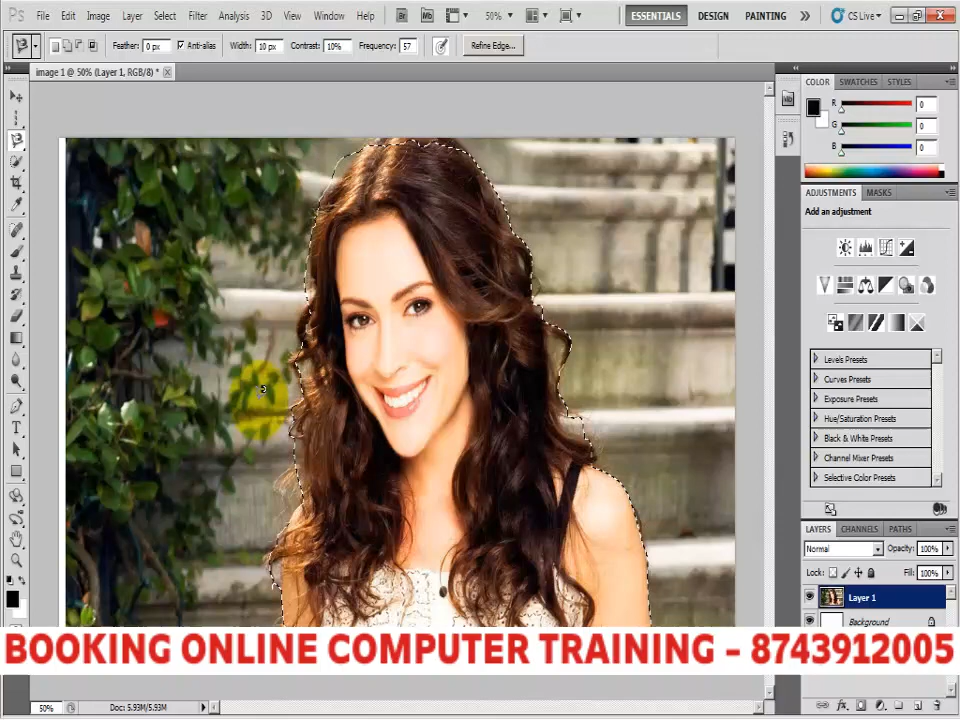 Ps File Edit Image Layer Select Filter Analysis 3D View Window Help Br Mb 50% ESSENTIALS DESIGN PAINTING CS Live
Feather: 0 px Anti-alias Width: 10 px Contrast: 10% Frequency: 57 Refine Edge...
image 1 @ 50% (Layer 1, RGB/8) *
COLOR SWATCHES STYLES
R 0
G 0
B 0
ADJUSTMENTS MASKS
Add an adjustment
Levels Presets
Curves Presets
Exposure Presets
Hue/Saturation Presets
Black & White Presets
Channel Mixer Presets
Selective Color Presets
LAYERS CHANNELS PATHS
Normal Opacity: 100%
Lock: Fill: 100%
Layer 1
Background
BOOKING ONLINE COMPUTER TRAINING – 8743912005
50% Doc: 5.93M/5.93M